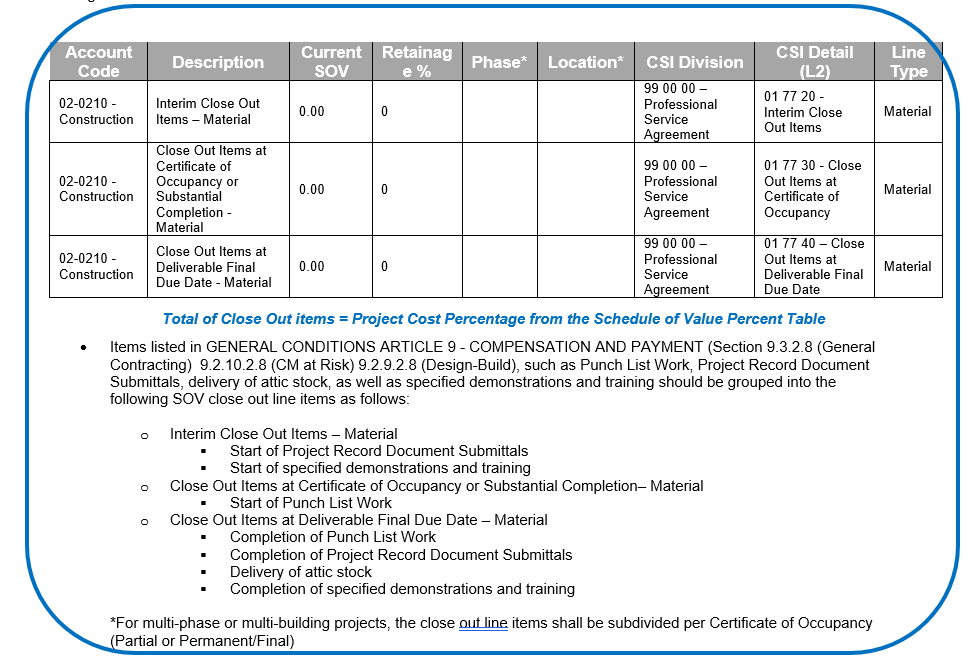 Account Code Description Current SOV Retainag e % Phase* Location* CSI Division CSI Detail (L2) Line Type
02-0210 - Construction Interim Close Out Items – Material 0.00 0 99 00 00 – Professional Service Agreement 01 77 20 - Interim Close Out Items Material
02-0210 - Construction Close Out Items at Certificate of Occupancy or Substantial Completion - Material 0.00 0 99 00 00 – Professional Service Agreement 01 77 30 - Close Out Items at Certificate of Occupancy Material
02-0210 - Construction Close Out Items at Deliverable Final Due Date - Material 0.00 0 99 00 00 – Professional Service Agreement 01 77 40 – Close Out Items at Deliverable Final Due Date Material
Total of Close Out items = Project Cost Percentage from the Schedule of Value Percent Table
• Items listed in GENERAL CONDITIONS ARTICLE 9 - COMPENSATION AND PAYMENT (Section 9.3.2.8 (General
Contracting)  9.2.10.2.8 (CM at Risk) 9.2.9.2.8 (Design-Build), such as Punch List Work, Project Record Document
Submittals, delivery of attic stock, as well as specified demonstrations and training should be grouped into the
following SOV close out line items as follows:
o Interim Close Out Items – Material
▪ Start of Project Record Document Submittals
▪ Start of specified demonstrations and training
o Close Out Items at Certificate of Occupancy or Substantial Completion– Material
▪ Start of Punch List Work
o Close Out Items at Deliverable Final Due Date – Material
▪ Completion of Punch List Work
▪ Completion of Project Record Document Submittals
▪ Delivery of attic stock
▪ Completion of specified demonstrations and training
*For multi-phase or multi-building projects, the close out line items shall be subdivided per Certificate of Occupancy
(Partial or Permanent/Final)